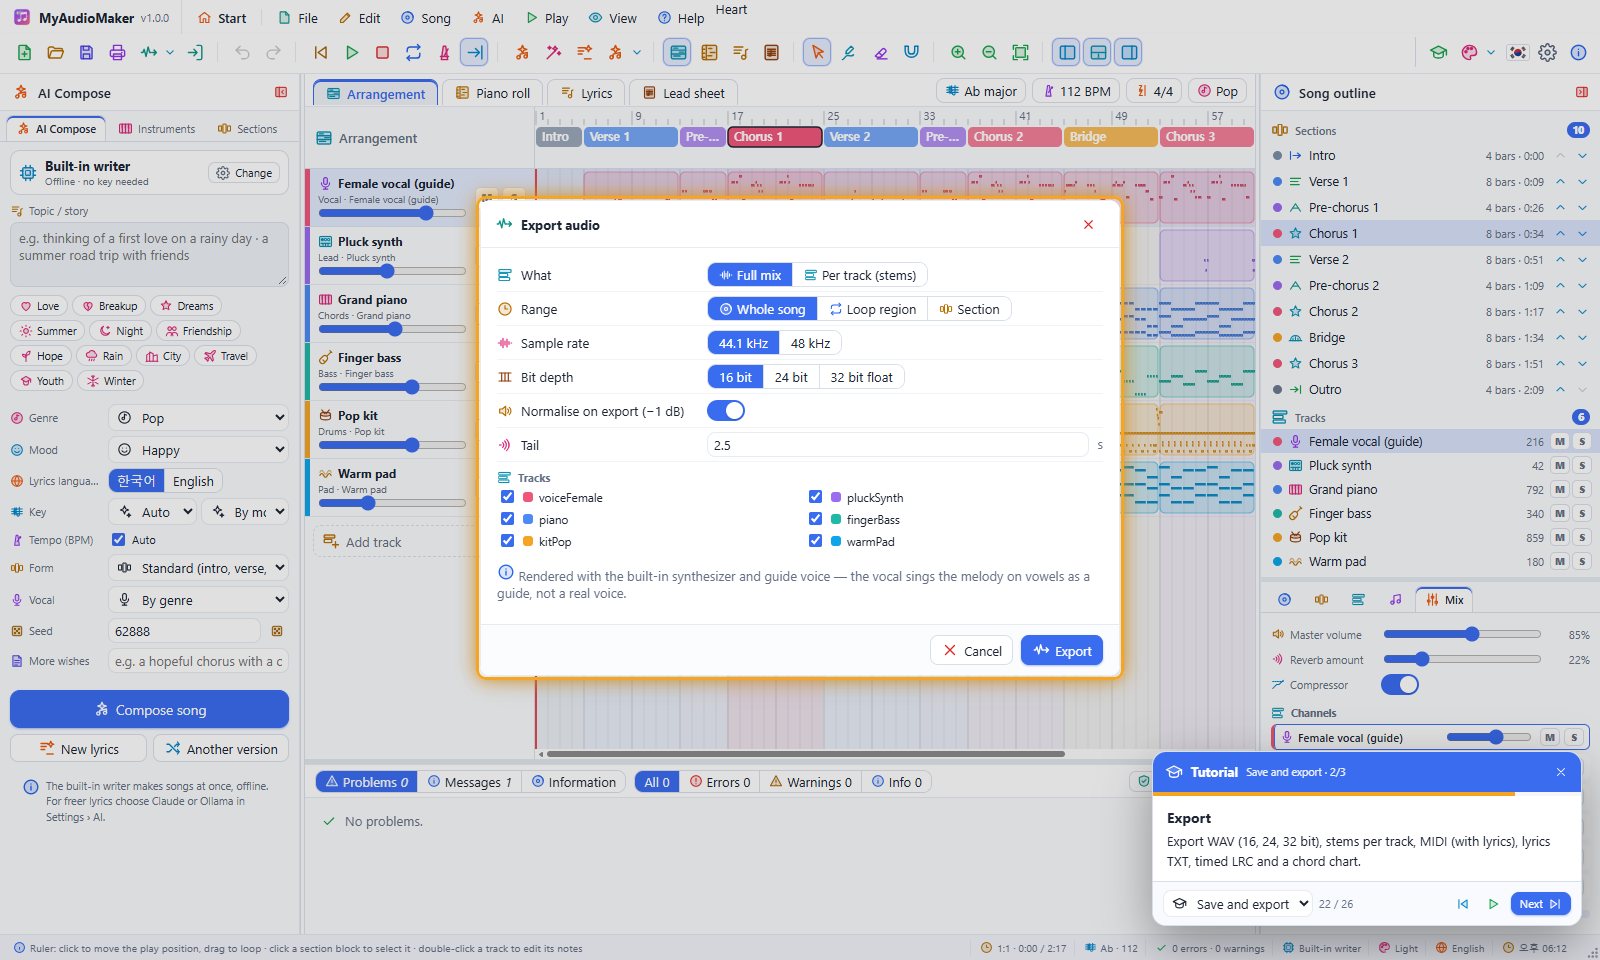 MyAudioMaker v1.0.0
Start File Edit Song AI Play View Help Heart
AI Compose
AI Compose Instruments Sections
Built-in writer
Offline · no key needed
Change
Topic / story
e.g. thinking of a first love on a rainy day · a
summer road trip with friends
Love Breakup Dreams
Summer Night Friendship
Hope Rain City Travel
Youth Winter
Genre Pop
Mood Happy
Lyrics langua... 한국어 English
Key Auto By mo
Tempo (BPM) Auto
Form Standard (intro, verse,
Vocal By genre
Seed 62888
More wishes e.g. a hopeful chorus with a c
Compose song
New lyrics Another version
The built-in writer makes songs at once, offline.
For freer lyrics choose Claude or Ollama in
Settings › AI.
Arrangement Piano roll Lyrics Lead sheet
Ab major 112 BPM 4/4 Pop
Arrangement
1 9 17 25 33 41 49 57
Intro Verse 1 Pre-... Chorus 1 Verse 2 Pre-... Chorus 2 Bridge Chorus 3
Female vocal (guide)
Vocal · Female vocal (guide)
Pluck synth
Lead · Pluck synth
Grand piano
Chords · Grand piano
Finger bass
Bass · Finger bass
Pop kit
Drums · Pop kit
Warm pad
Pad · Warm pad
Add track
Export audio
What Full mix Per track (stems)
Range Whole song Loop region Section
Sample rate 44.1 kHz 48 kHz
Bit depth 16 bit 24 bit 32 bit float
Normalise on export (−1 dB)
Tail 2.5 s
Tracks
voiceFemale pluckSynth
piano fingerBass
kitPop warmPad
Rendered with the built-in synthesizer and guide voice — the vocal sings the melody on vowels as a
guide, not a real voice.
Cancel Export
Problems 0 Messages 1 Information All 0 Errors 0 Warnings 0 Info 0
No problems.
Song outline
Sections 10
Intro 4 bars · 0:00
Verse 1 8 bars · 0:09
Pre-chorus 1 4 bars · 0:26
Chorus 1 8 bars · 0:34
Verse 2 8 bars · 0:51
Pre-chorus 2 4 bars · 1:09
Chorus 2 8 bars · 1:17
Bridge 8 bars · 1:34
Chorus 3 8 bars · 1:51
Outro 4 bars · 2:09
Tracks 6
Female vocal (guide) 216 M S
Pluck synth 42 M S
Grand piano 792 M S
Finger bass 340 M S
Pop kit 859 M S
Warm pad 180 M S
Mix
Master volume 85%
Reverb amount 22%
Compressor
Channels
Female vocal (guide) M S
Tutorial Save and export · 2/3
Export
Export WAV (16, 24, 32 bit), stems per track, MIDI (with lyrics), lyrics
TXT, timed LRC and a chord chart.
Save and export 22 / 26 Next
Ruler: click to move the play position, drag to loop · click a section block to select it · double-click a track to edit its notes
1:1 · 0:00 / 2:17 Ab · 112 0 errors · 0 warnings Built-in writer Light English 오후 06:12